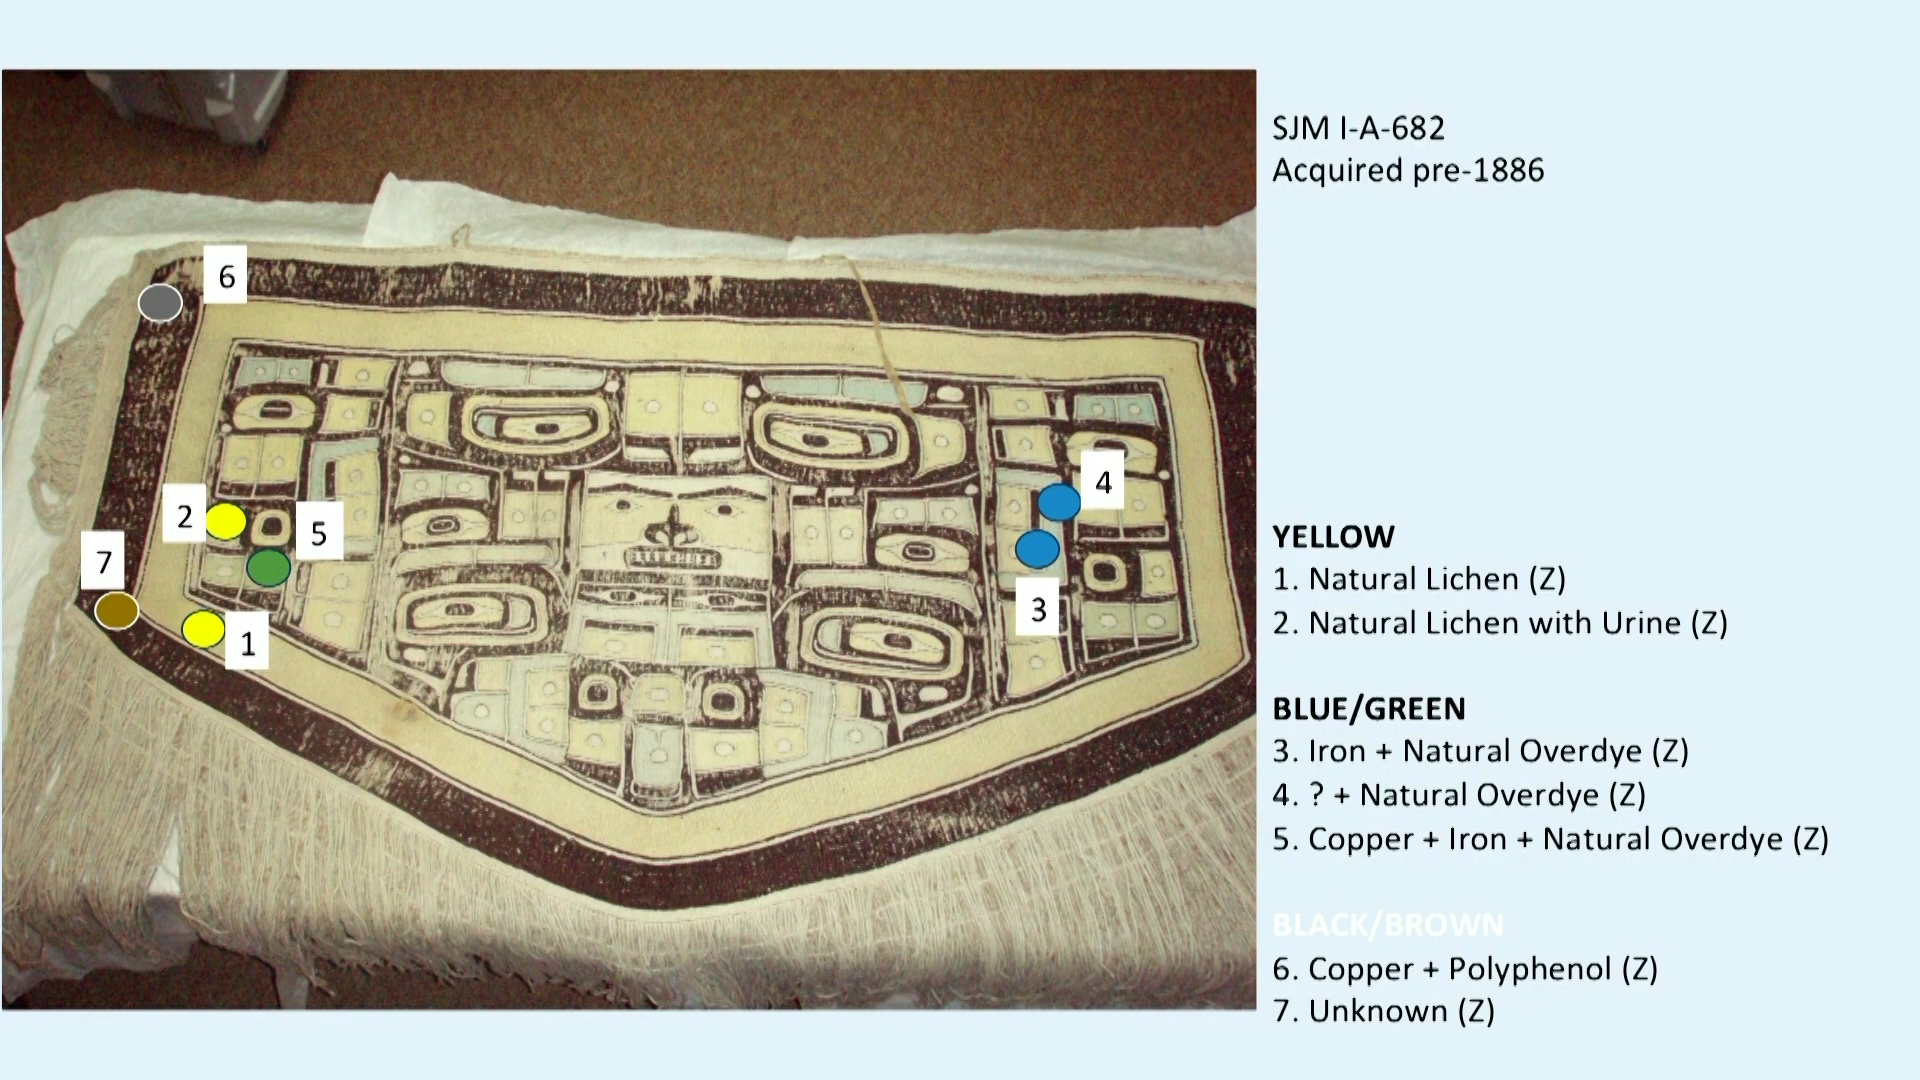 SJM I-A-682
Acquired pre-1886
6
4
2
5
7
3
1
YELLOW
1. Natural Lichen (Z)
2. Natural Lichen with Urine (Z)
BLUE/GREEN
3. Iron + Natural Overdye (Z)
4. ? + Natural Overdye (Z)
5. Copper + Iron + Natural Overdye (Z)
BLACK/BROWN
6. Copper + Polyphenol (Z)
7. Unknown (Z)